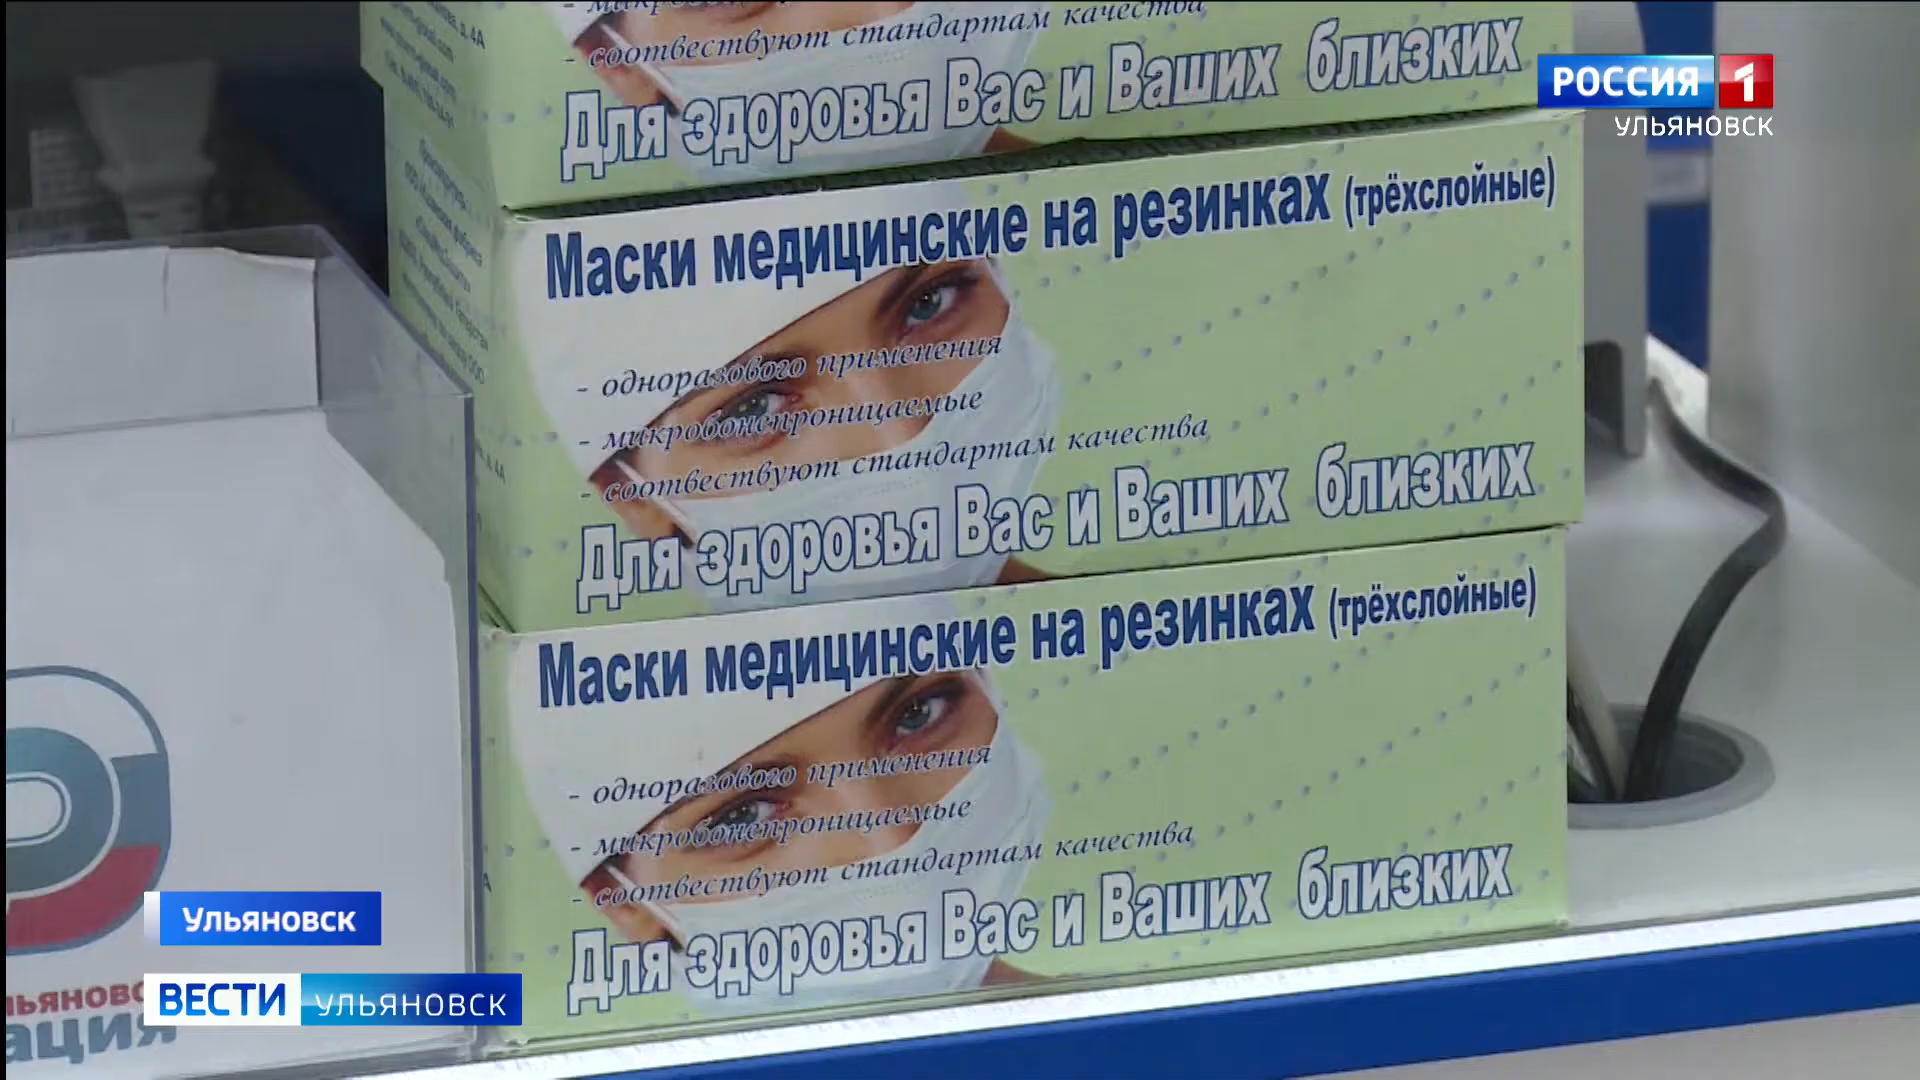 - соотвествуют стандартам качества
Для здоровья Вас и Ваших близких
РОССИЯ 1
УЛЬЯНОВСК
Маски медицинские на резинках (трёхслойные)
- одноразового применения
- микробонепроницаемые
- соотвествуют стандартам качества
Для здоровья Вас и Ваших близких
Маски медицинские на резинках (трёхслойные)
- одноразового применения
- микробонепроницаемые
- соотвествуют стандартам качества
Для здоровья Вас и Ваших близких
Ульяновск
ВЕСТИ УЛЬЯНОВСК